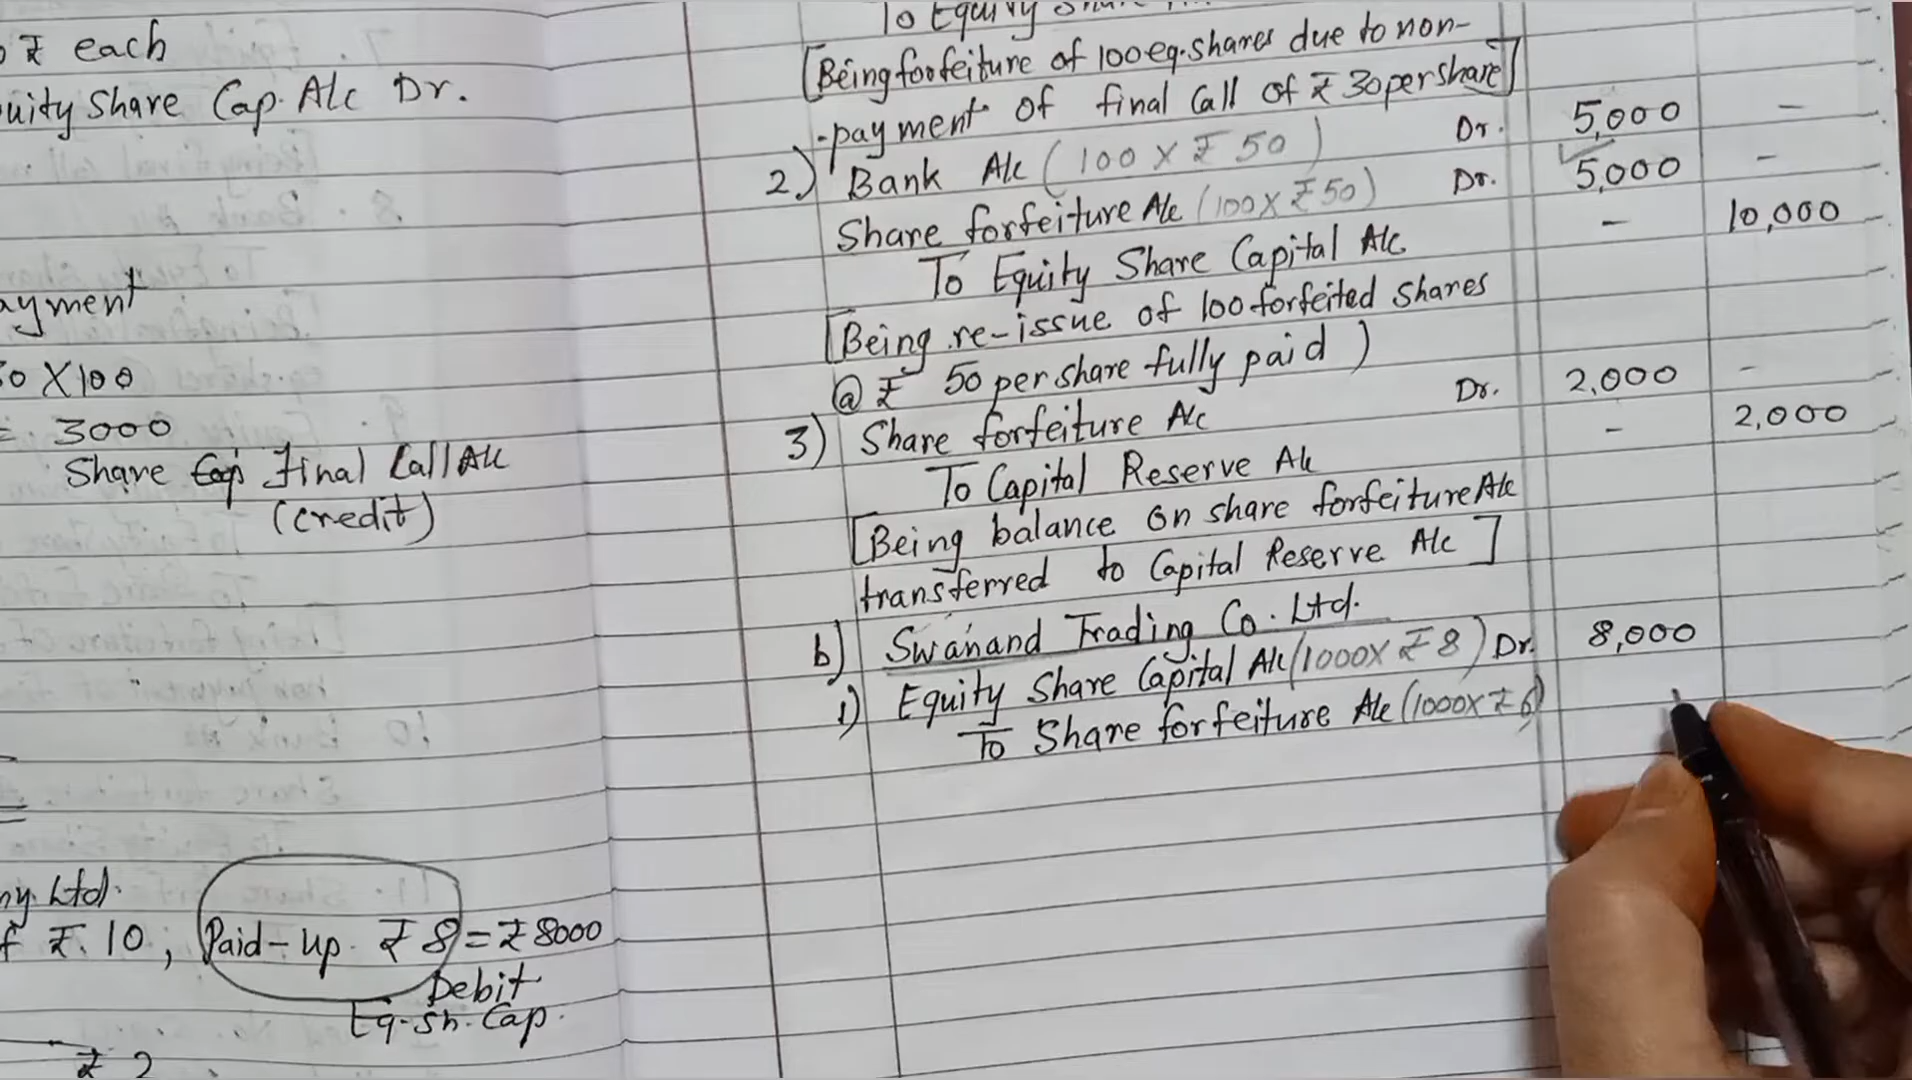 ₹ each
uity Share Cap. A/c Dr.
ayment
0 X 100
= 3000
Share Cap Final Call A/c
(credit)
ny. Ltd.
f ₹. 10, Paid-up. ₹ 8 = ₹ 8000
Debit
Eq. Sh. Cap.
₹ 2
To Equity
[Being forfeiture of 100 eq. shares due to non-
-payment of final Call of ₹ 30 per share]
2.) Bank A/c (100 X ₹ 50) Dr. 5,000 -
Share forfeiture A/c (100 X ₹ 50) Dr. 5,000 -
To Equity Share Capital A/c - 10,000
[Being re-issue of 100 forfeited Shares
@ ₹ 50 per share fully paid)
3) Share forfeiture A/c Dr. 2,000 -
To Capital Reserve A/c - 2,000
[Being balance on share forfeiture A/c
transferred to Capital Reserve A/c]
b) Swanand Trading Co. Ltd.
1) Equity Share Capital A/c (1000 X ₹ 8) Dr. 8,000
To Share forfeiture A/c (1000 X ₹ 6)